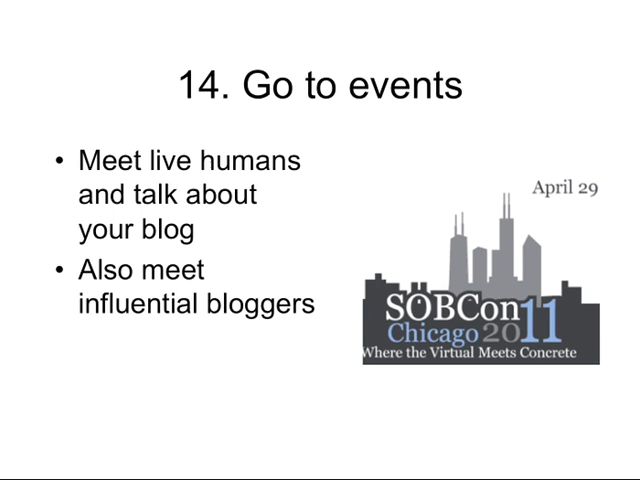 14. Go to events
• Meet live humans
and talk about
your blog
• Also meet
influential bloggers
April 29
SOBCon11
Chicago 20
Where the Virtual Meets Concrete